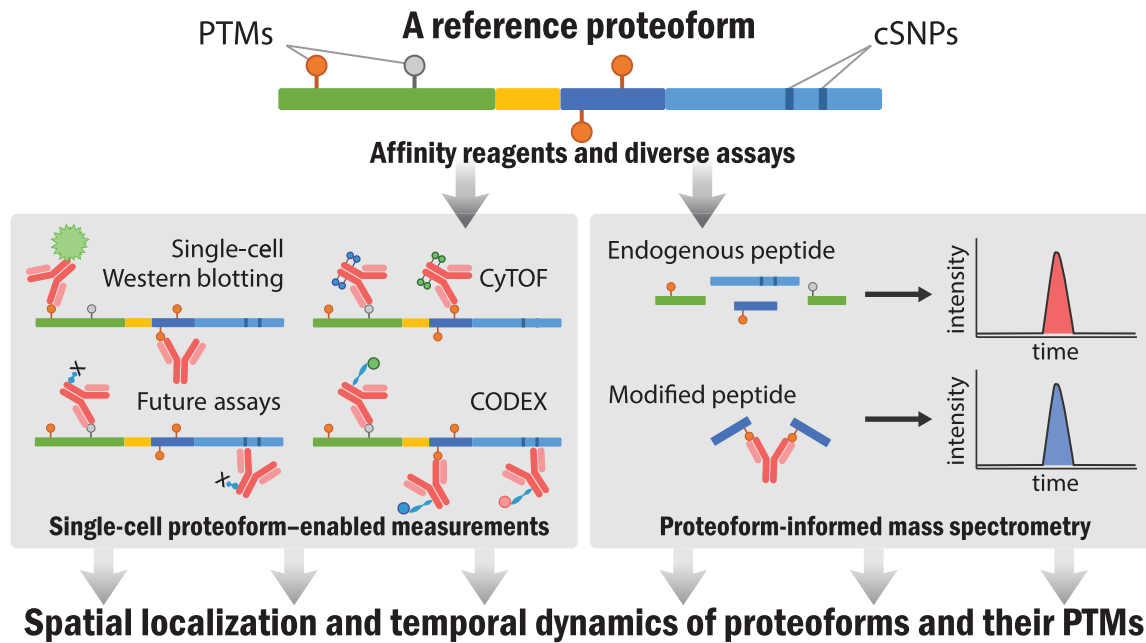 A reference proteoform
PTMs
cSNPs
Affinity reagents and diverse assays
Single-cell
Western blotting
CyTOF
X
Future assays
CODEX
X
Single-cell proteoform–enabled measurements
Endogenous peptide
intensity
time
Modified peptide
intensity
time
Proteoform-informed mass spectrometry
Spatial localization and temporal dynamics of proteoforms and their PTMs